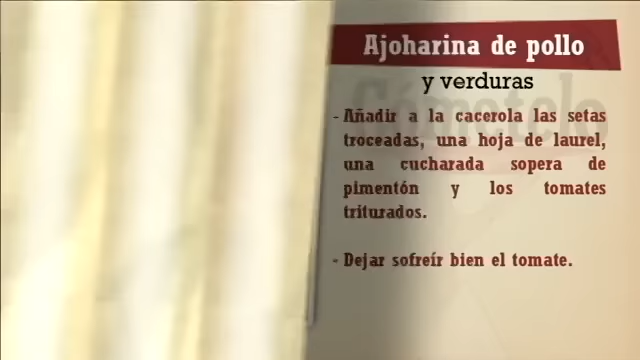 Ajoharina de pollo
y verduras
- Añadir a la cacerola las setas
troceadas, una hoja de laurel,
una cucharada sopera de
pimentón y los tomates
triturados.
- Dejar sofreír bien el tomate.
Cómetelo